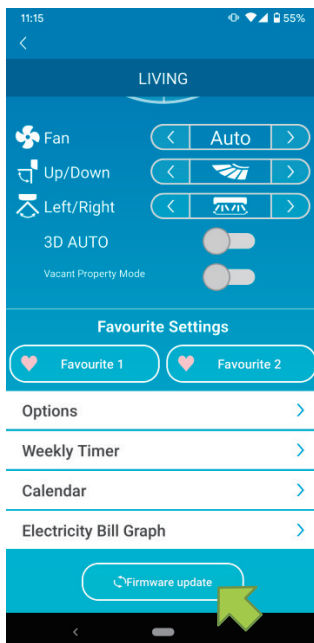 11:15 55%
LIVING
Fan Auto
Up/Down
Left/Right
3D AUTO
Vacant Property Mode
Favourite Settings
Favourite 1 Favourite 2
Options
Weekly Timer
Calendar
Electricity Bill Graph
Firmware update